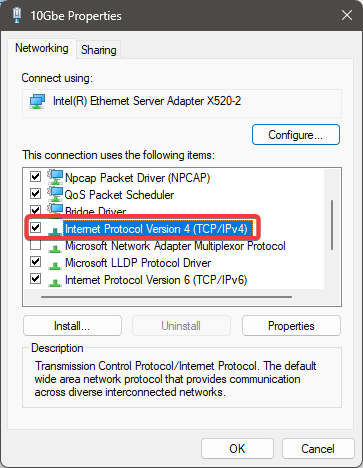 10Gbe Properties
Networking
Sharing
Connect using:
Intel(R) Ethernet Server Adapter X520-2
Configure...
This connection uses the following items:
Npcap Packet Driver (NPCAP)
QoS Packet Scheduler
Bridge Driver
Internet Protocol Version 4 (TCP/IPv4)
Microsoft Network Adapter Multiplexor Protocol
Microsoft LLDP Protocol Driver
Internet Protocol Version 6 (TCP/IPv6)
Install...
Uninstall
Properties
Description
Transmission Control Protocol/Internet Protocol. The default
wide area network protocol that provides communication
across diverse interconnected networks.
OK
Cancel